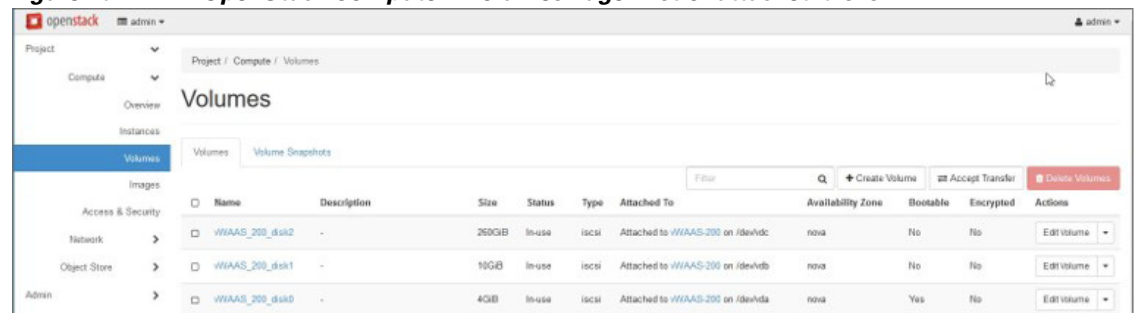 openstack admin
admin
Project
Compute
Overview
Instances
Volumes
Images
Access & Security
Network
Object Store
Admin
Project / Compute / Volumes
Volumes
Volumes Volume Snapshots
Filter + Create Volume Accept Transfer Delete Volumes
Name Description Size Status Type Attached To Availability Zone Bootable Encrypted Actions
vWAAS_200_disk2 - 260GiB In-use iscsi Attached to vWAAS-200 on /dev/vdc nova No No Edit Volume
vWAAS_200_disk1 - 10GiB In-use iscsi Attached to vWAAS-200 on /dev/vdb nova No No Edit Volume
vWAAS_200_disk0 - 4GiB In-use iscsi Attached to vWAAS-200 on /dev/vda nova Yes No Edit Volume